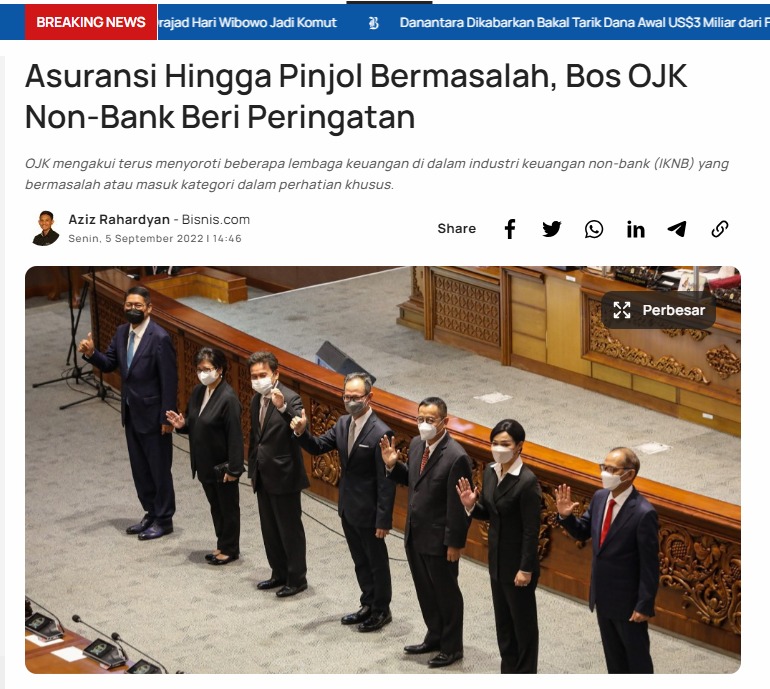 BREAKING NEWS rajad Hari Wibowo Jadi Komut Danantara Dikabarkan Bakal Tarik Dana Awal US$3 Miliar dari F
Asuransi Hingga Pinjol Bermasalah, Bos OJK
Non-Bank Beri Peringatan
OJK mengakui terus menyoroti beberapa lembaga keuangan di dalam industri keuangan non-bank (IKNB) yang
bermasalah atau masuk kategori dalam perhatian khusus.
Aziz Rahardyan - Bisnis.com
Senin, 5 September 2022 | 14:46
Share
Perbesar